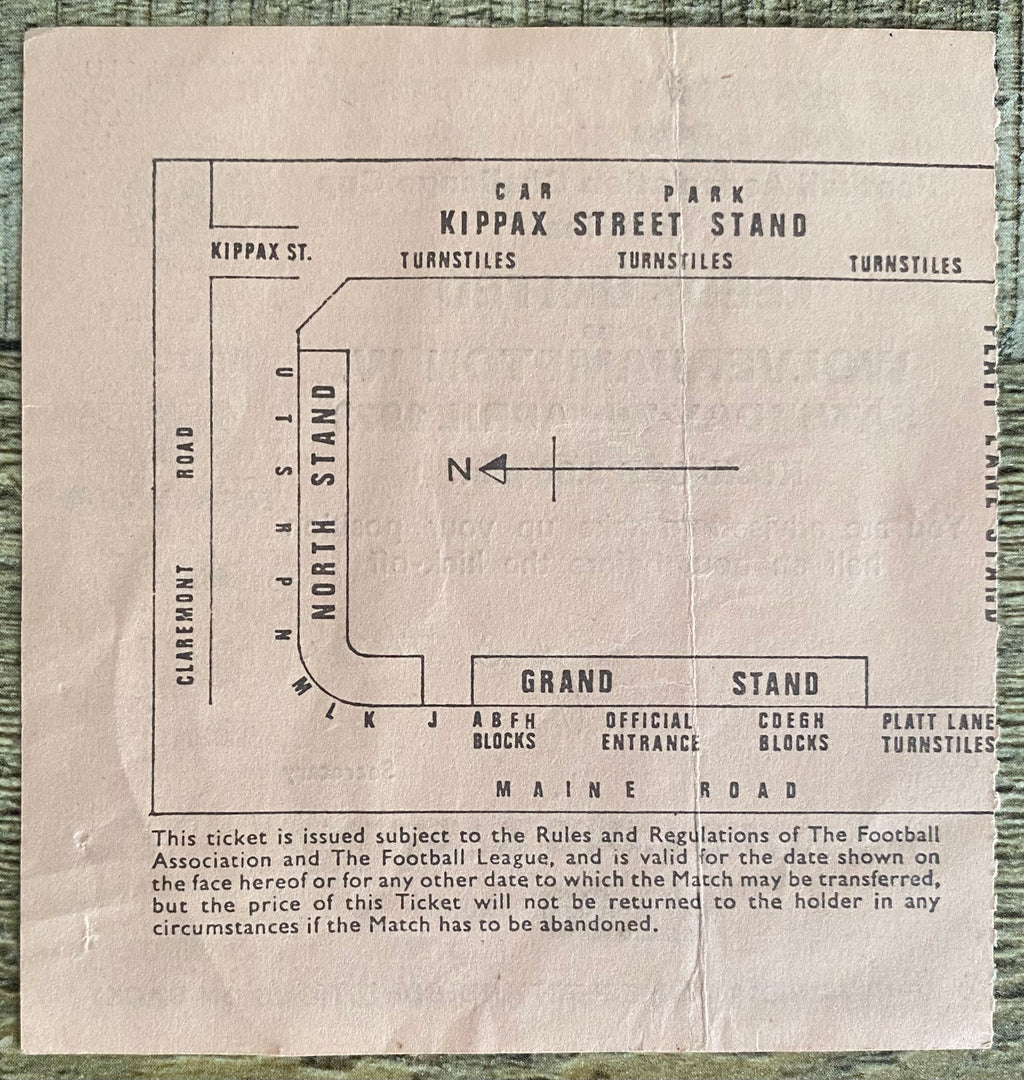 CAR PARK
KIPPAX STREET STAND
KIPPAX ST.
TURNSTILES TURNSTILES TURNSTILES
PLATT LANE STAND
U T S R P N M L K J
NORTH STAND
N
CLAREMONT ROAD
GRAND STAND
A B F H
BLOCKS
OFFICIAL
ENTRANCE
CDEGH
BLOCKS
PLATT LANE
TURNSTILES
MAINE ROAD
This ticket is issued subject to the Rules and Regulations of The Football
Association and The Football League, and is valid for the date shown on
the face hereof or for any other date to which the Match may be transferred,
but the price of this Ticket will not be returned to the holder in any
circumstances if the Match has to be abandoned.